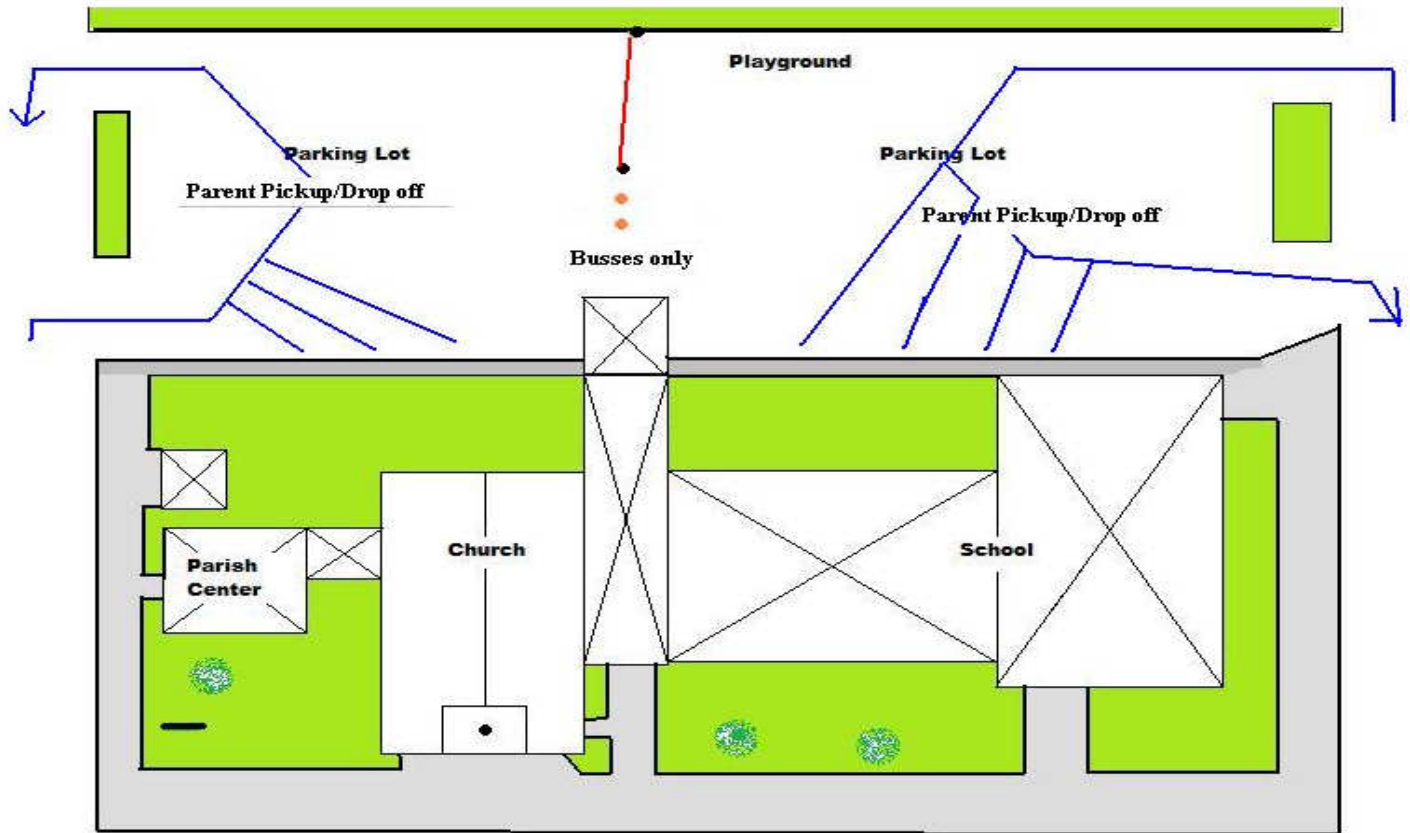 Playground
Parking Lot
Parking Lot
Parent Pickup/Drop off
Parent Pickup/Drop off
Busses only
Church
School
Parish
Center